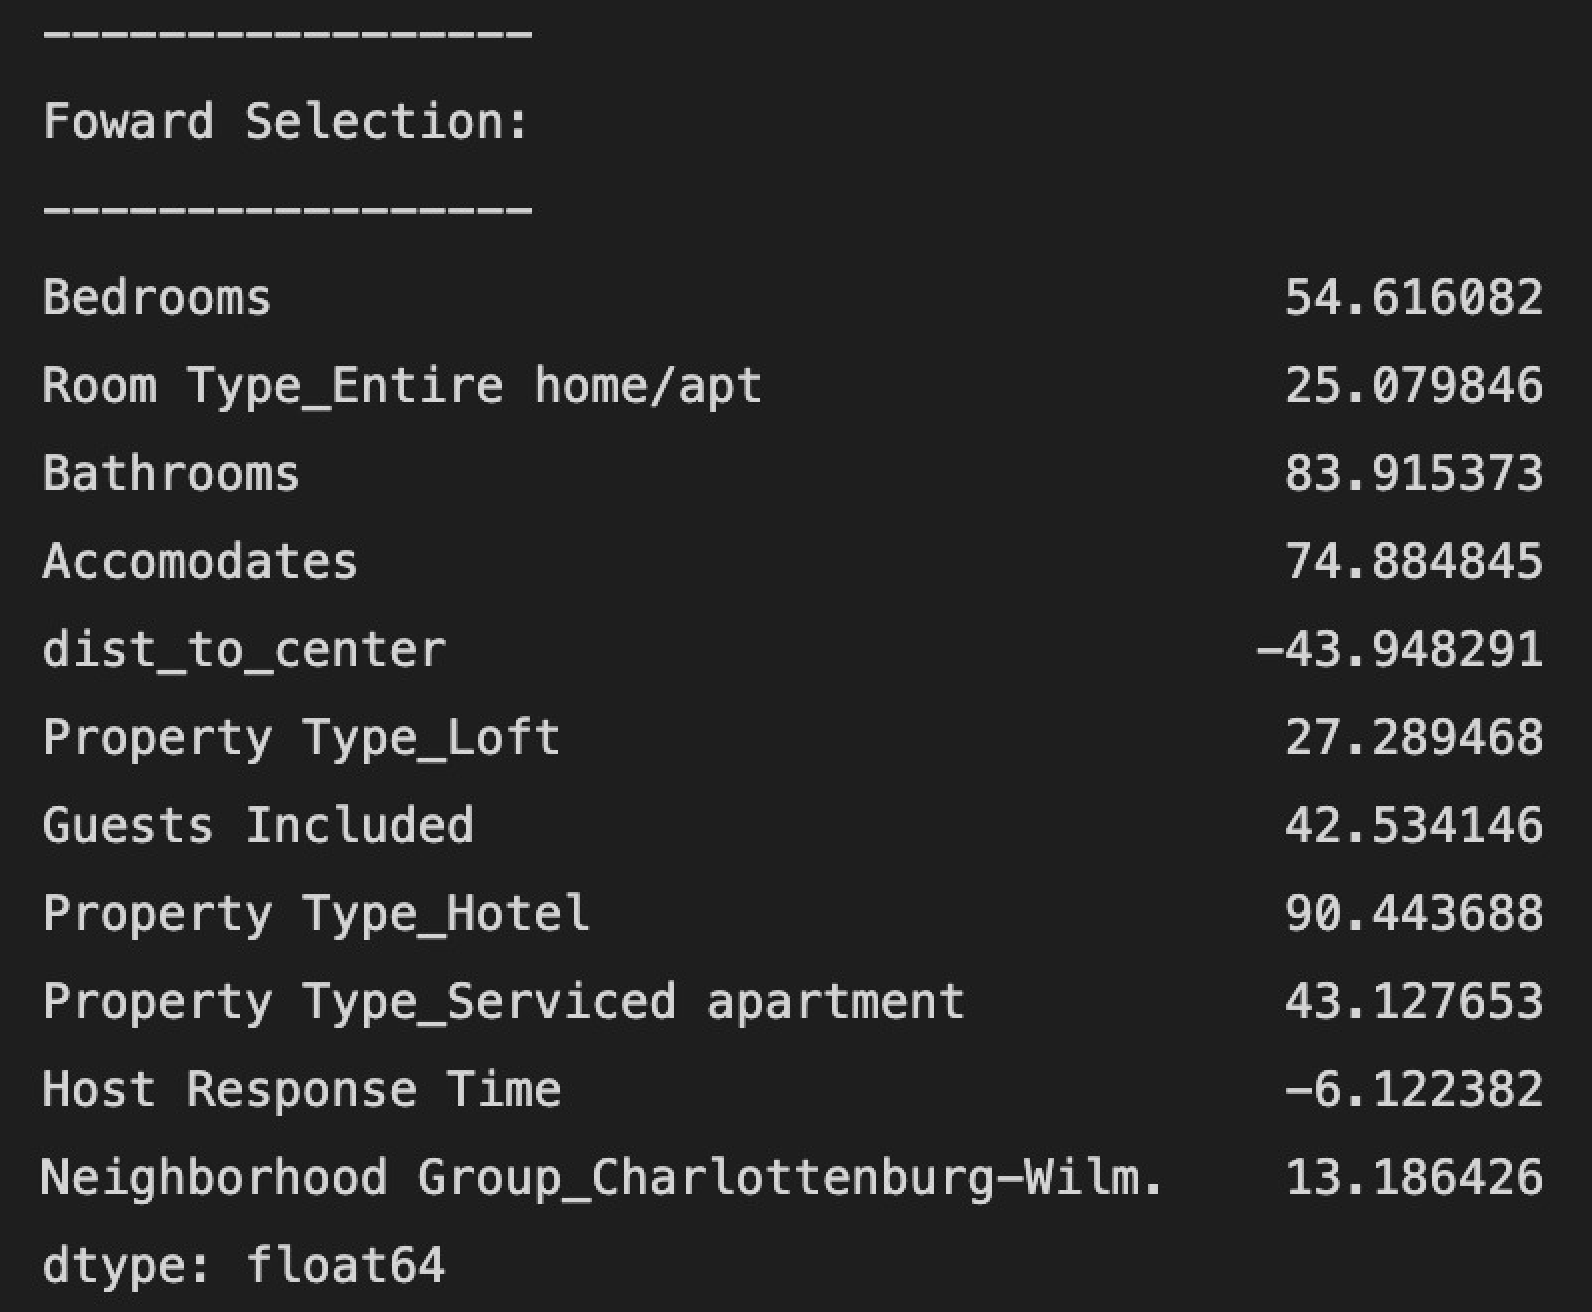 -----------------
Foward Selection:
-----------------
Bedrooms 54.616082
Room Type_Entire home/apt 25.079846
Bathrooms 83.915373
Accomodates 74.884845
dist_to_center -43.948291
Property Type_Loft 27.289468
Guests Included 42.534146
Property Type_Hotel 90.443688
Property Type_Serviced apartment 43.127653
Host Response Time -6.122382
Neighborhood Group_Charlottenburg-Wilm. 13.186426
dtype: float64